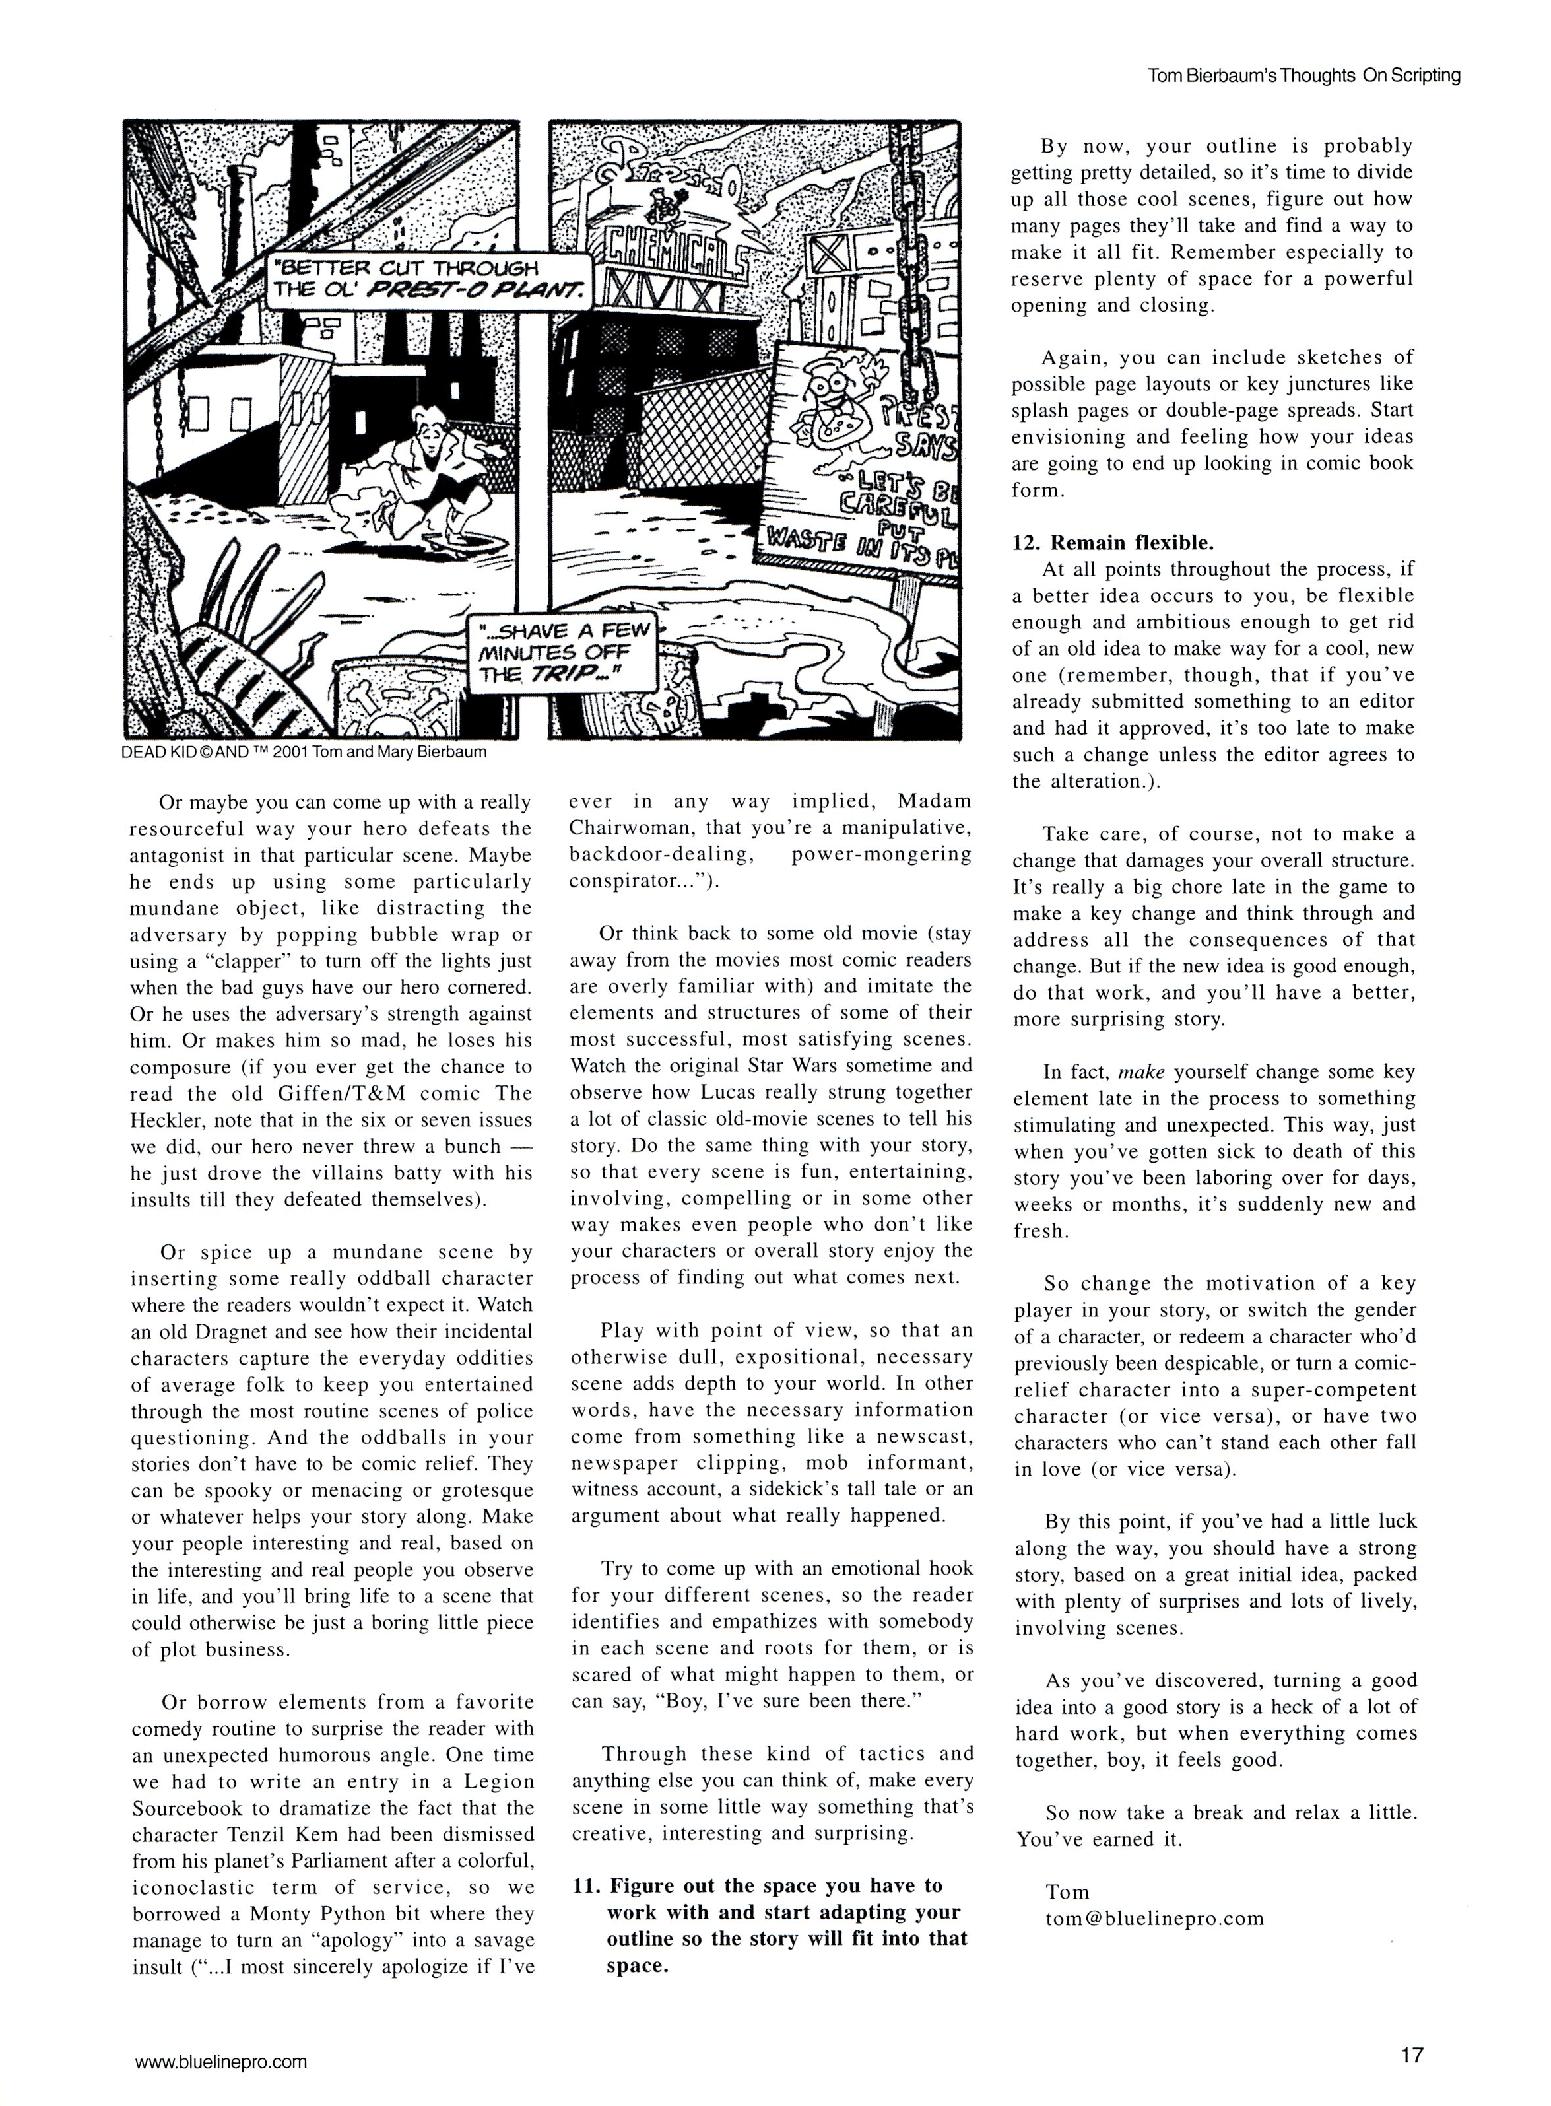 Tom Bierbaum's Thoughts On Scripting
"BETTER CUT THROUGH
THE OL' PREST-O PLANT.
Prest-O
CHEMICALS
PREST
SAYS
"LET'S BE
CAREFUL
PUT
WASTE IN ITS PL
"...SHAVE A FEW
MINUTES OFF
THE TRIP..."
DEAD KID © AND ™ 2001 Tom and Mary Bierbaum
Or maybe you can come up with a really
resourceful way your hero defeats the
antagonist in that particular scene. Maybe
he ends up using some particularly
mundane object, like distracting the
adversary by popping bubble wrap or
using a “clapper” to turn off the lights just
when the bad guys have our hero cornered.
Or he uses the adversary’s strength against
him. Or makes him so mad, he loses his
composure (if you ever get the chance to
read the old Giffen/T&M comic The
Heckler, note that in the six or seven issues
we did, our hero never threw a bunch —
he just drove the villains batty with his
insults till they defeated themselves).
Or spice up a mundane scene by
inserting some really oddball character
where the readers wouldn’t expect it. Watch
an old Dragnet and see how their incidental
characters capture the everyday oddities
of average folk to keep you entertained
through the most routine scenes of police
questioning. And the oddballs in your
stories don’t have to be comic relief. They
can be spooky or menacing or grotesque
or whatever helps your story along. Make
your people interesting and real, based on
the interesting and real people you observe
in life, and you’ll bring life to a scene that
could otherwise be just a boring little piece
of plot business.
Or borrow elements from a favorite
comedy routine to surprise the reader with
an unexpected humorous angle. One time
we had to write an entry in a Legion
Sourcebook to dramatize the fact that the
character Tenzil Kem had been dismissed
from his planet’s Parliament after a colorful,
iconoclastic term of service, so we
borrowed a Monty Python bit where they
manage to turn an “apology” into a savage
insult (“...I most sincerely apologize if I’ve
ever in any way implied, Madam
Chairwoman, that you’re a manipulative,
backdoor-dealing, power-mongering
conspirator...”).
Or think back to some old movie (stay
away from the movies most comic readers
are overly familiar with) and imitate the
elements and structures of some of their
most successful, most satisfying scenes.
Watch the original Star Wars sometime and
observe how Lucas really strung together
a lot of classic old-movie scenes to tell his
story. Do the same thing with your story,
so that every scene is fun, entertaining,
involving, compelling or in some other
way makes even people who don’t like
your characters or overall story enjoy the
process of finding out what comes next.
Play with point of view, so that an
otherwise dull, expositional, necessary
scene adds depth to your world. In other
words, have the necessary information
come from something like a newscast,
newspaper clipping, mob informant,
witness account, a sidekick’s tall tale or an
argument about what really happened.
Try to come up with an emotional hook
for your different scenes, so the reader
identifies and empathizes with somebody
in each scene and roots for them, or is
scared of what might happen to them, or
can say, “Boy, I’ve sure been there.”
Through these kind of tactics and
anything else you can think of, make every
scene in some little way something that’s
creative, interesting and surprising.
11. Figure out the space you have to
work with and start adapting your
outline so the story will fit into that
space.
By now, your outline is probably
getting pretty detailed, so it’s time to divide
up all those cool scenes, figure out how
many pages they’ll take and find a way to
make it all fit. Remember especially to
reserve plenty of space for a powerful
opening and closing.
Again, you can include sketches of
possible page layouts or key junctures like
splash pages or double-page spreads. Start
envisioning and feeling how your ideas
are going to end up looking in comic book
form.
12. Remain flexible.
At all points throughout the process, if
a better idea occurs to you, be flexible
enough and ambitious enough to get rid
of an old idea to make way for a cool, new
one (remember, though, that if you’ve
already submitted something to an editor
and had it approved, it’s too late to make
such a change unless the editor agrees to
the alteration.).
Take care, of course, not to make a
change that damages your overall structure.
It’s really a big chore late in the game to
make a key change and think through and
address all the consequences of that
change. But if the new idea is good enough,
do that work, and you’ll have a better,
more surprising story.
In fact, make yourself change some key
element late in the process to something
stimulating and unexpected. This way, just
when you’ve gotten sick to death of this
story you’ve been laboring over for days,
weeks or months, it’s suddenly new and
fresh.
So change the motivation of a key
player in your story, or switch the gender
of a character, or redeem a character who’d
previously been despicable, or turn a comic-
relief character into a super-competent
character (or vice versa), or have two
characters who can’t stand each other fall
in love (or vice versa).
By this point, if you’ve had a little luck
along the way, you should have a strong
story, based on a great initial idea, packed
with plenty of surprises and lots of lively,
involving scenes.
As you’ve discovered, turning a good
idea into a good story is a heck of a lot of
hard work, but when everything comes
together, boy, it feels good.
So now take a break and relax a little.
You’ve earned it.
Tom
tom@bluelinepro.com
www.bluelinepro.com
17